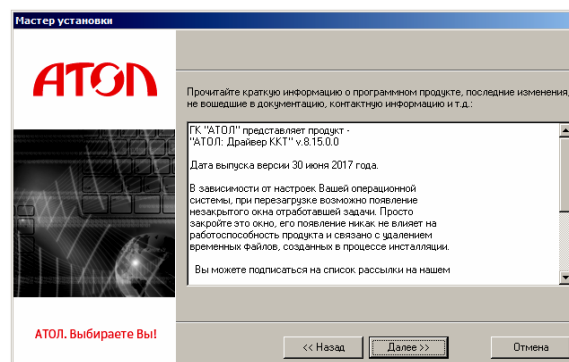 Мастер установки
АТОЛ
Прочитайте краткую информацию о программном продукте, последние изменения,
не вошедшие в документацию, контактную информацию и т.д.:
ГК "АТОЛ" представляет продукт -
"АТОЛ: Драйвер ККТ" v.8.15.0.0
Дата выпуска версии 30 июня 2017 года.
В зависимости от настроек Вашей операционной
системы, при перезагрузке возможно появление
незакрытого окна отработавшей задачи. Просто
закройте это окно, его появление никак не влияет на
работоспособность продукта и связано с удалением
временных файлов, созданных в процессе инсталляции.
Вы можете подписаться на список рассылки на нашем
АТОЛ. Выбираете Вы!
<< Назад
Далее >>
Отмена